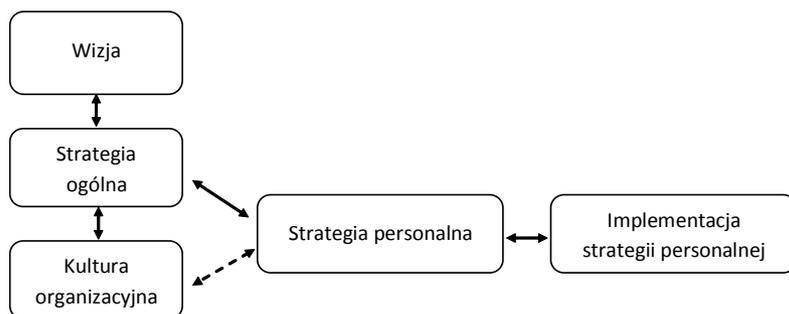 Wizja
Strategia
ogólna
Kultura
organizacyjna
Strategia personalna
Implementacja
strategii personalnej